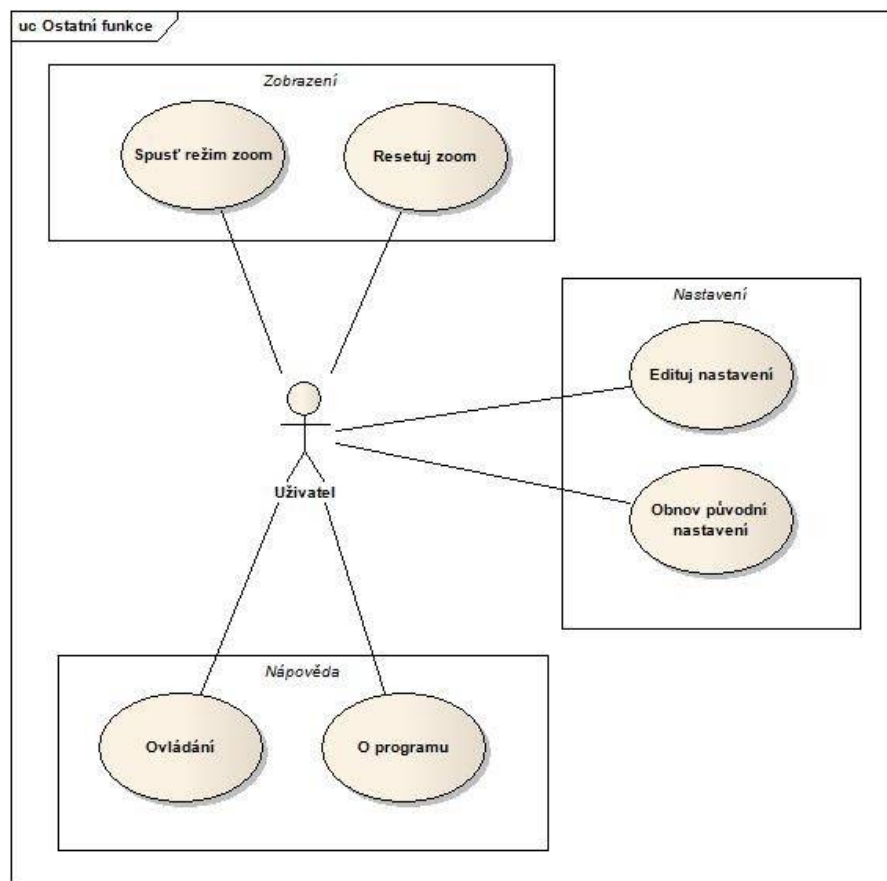 uc Ostatní funkce
Zobrazení
Spusť režim zoom
Resetuj zoom
Nastavení
Edituj nastavení
Uživatel
Obnov původní
nastavení
Nápověda
Ovládání
O programu